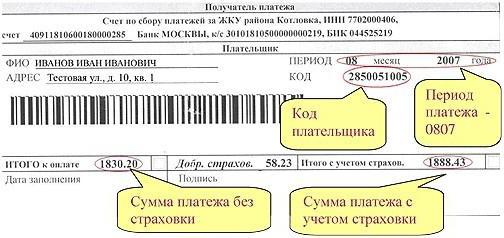 Получатель платежа
Счет по сбору платежей за ЖКУ района Котловка, ИНН 7702000406,
счет 40911810600180000285 Банк МОСКВЫ, к/с 30101810500000000219, БИК 044525219
Плательщик
ФИО ИВАНОВ ИВАН ИВАНОВИЧ ПЕРИОД 08 месяц 2007 года
АДРЕС Тестовая ул., д. 10, кв. 1 КОД 2850051005
Код
плательщика
Период
платежа -
0807
ИТОГО к оплате 1830.20 Добр. страхов. 58.23 Итого с учетом страхов. 1888.43
Дата заполнения Подпись
Сумма платежа без
страховки
Сумма платежа с
учетом страховки